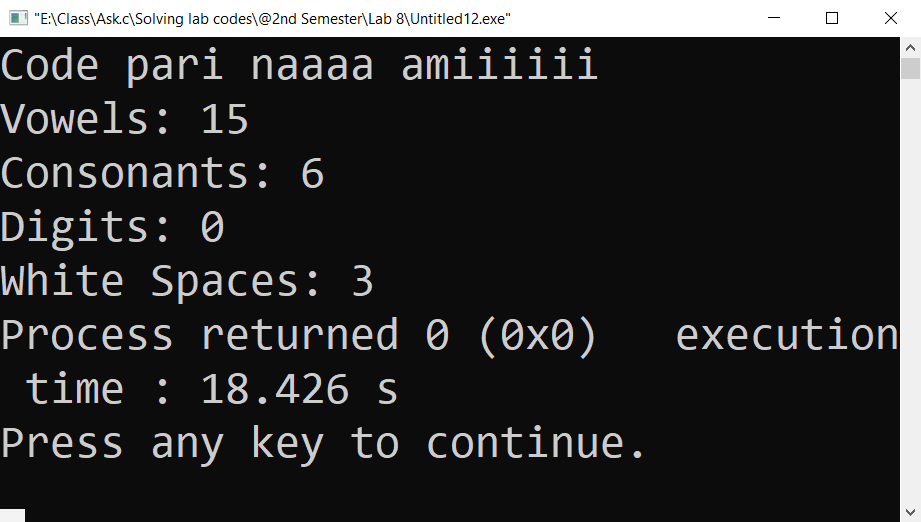 "E:\Class\Ask.c\Solving lab codes\@2nd Semester\Lab 8\Untitled12.exe"
Code pari naaaa amiiiiii
Vowels: 15
Consonants: 6
Digits: 0
White Spaces: 3
Process returned 0 (0x0)   execution
 time : 18.426 s
Press any key to continue.